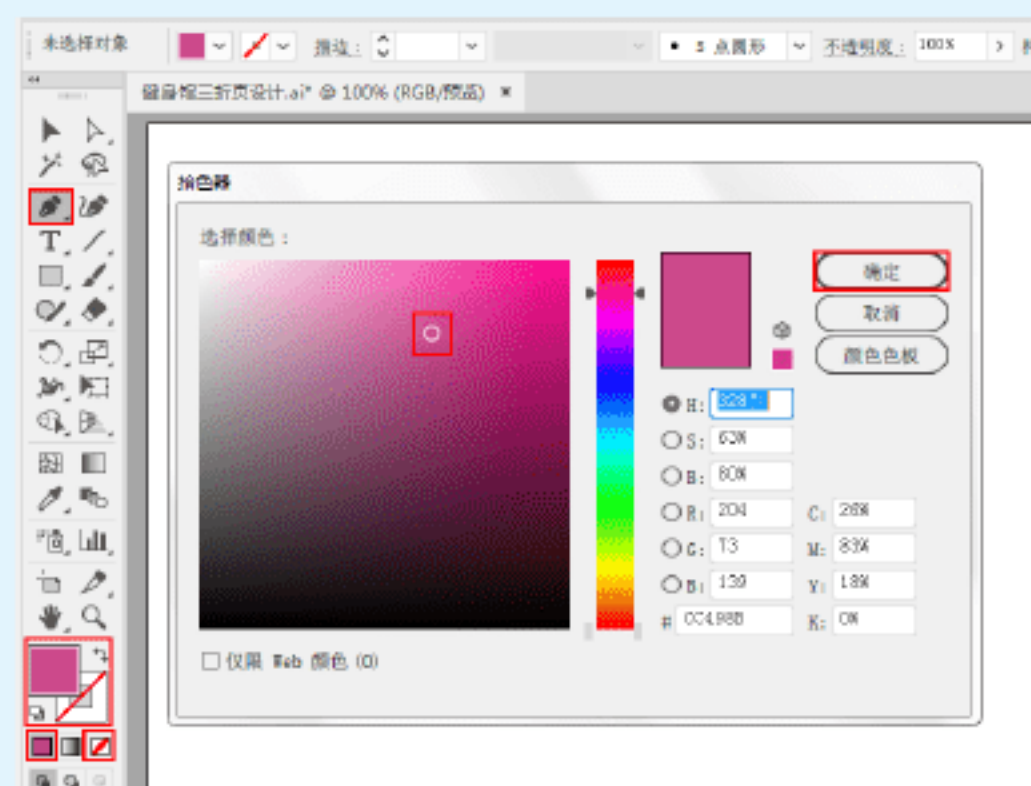 未选择对象
描边：
5 点圆形
不透明度：
100%
健身馆三折页设计.ai* @ 100% (RGB/预览) ×
拾色器
选择颜色：
确定
取消
颜色色板
H: 328°
S: 63%
B: 80%
R: 204
C: 26%
G: 73
M: 83%
B: 139
Y: 18%
# CC498B
K: 0%
仅限 Web 颜色 (O)
T